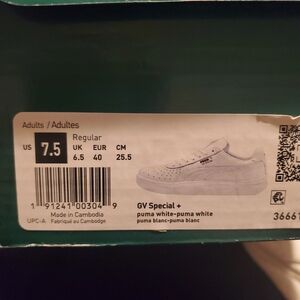 Adults / Adultes
Regular
US 7.5 UK EUR CM
6.5 40 25.5
1 91241 00304 9
UPC-A
Made in Cambodia
Fabriqué au Cambodge
GV Special +
puma white-puma white
puma blanc-puma blanc
3666